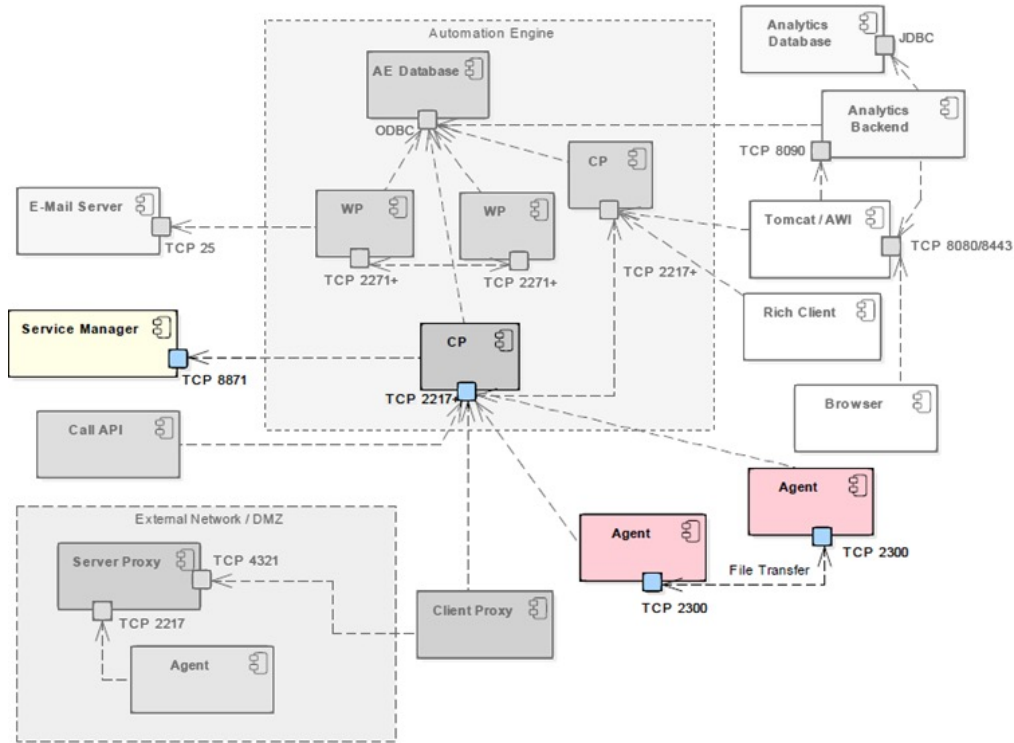 Automation Engine
Analytics
Database
JDBC
AE Database
ODBC
Analytics
Backend
TCP 8090
CP
E-Mail Server
TCP 25
WP
WP
TCP 2271+
TCP 2271+
TCP 2217+
Tomcat / AWI
TCP 8080/8443
Rich Client
Service Manager
TCP 8871
CP
TCP 2217+
Browser
Call API
Agent
TCP 2300
Agent
TCP 2300
File Transfer
External Network / DMZ
Server Proxy
TCP 4321
TCP 2217
Agent
Client Proxy